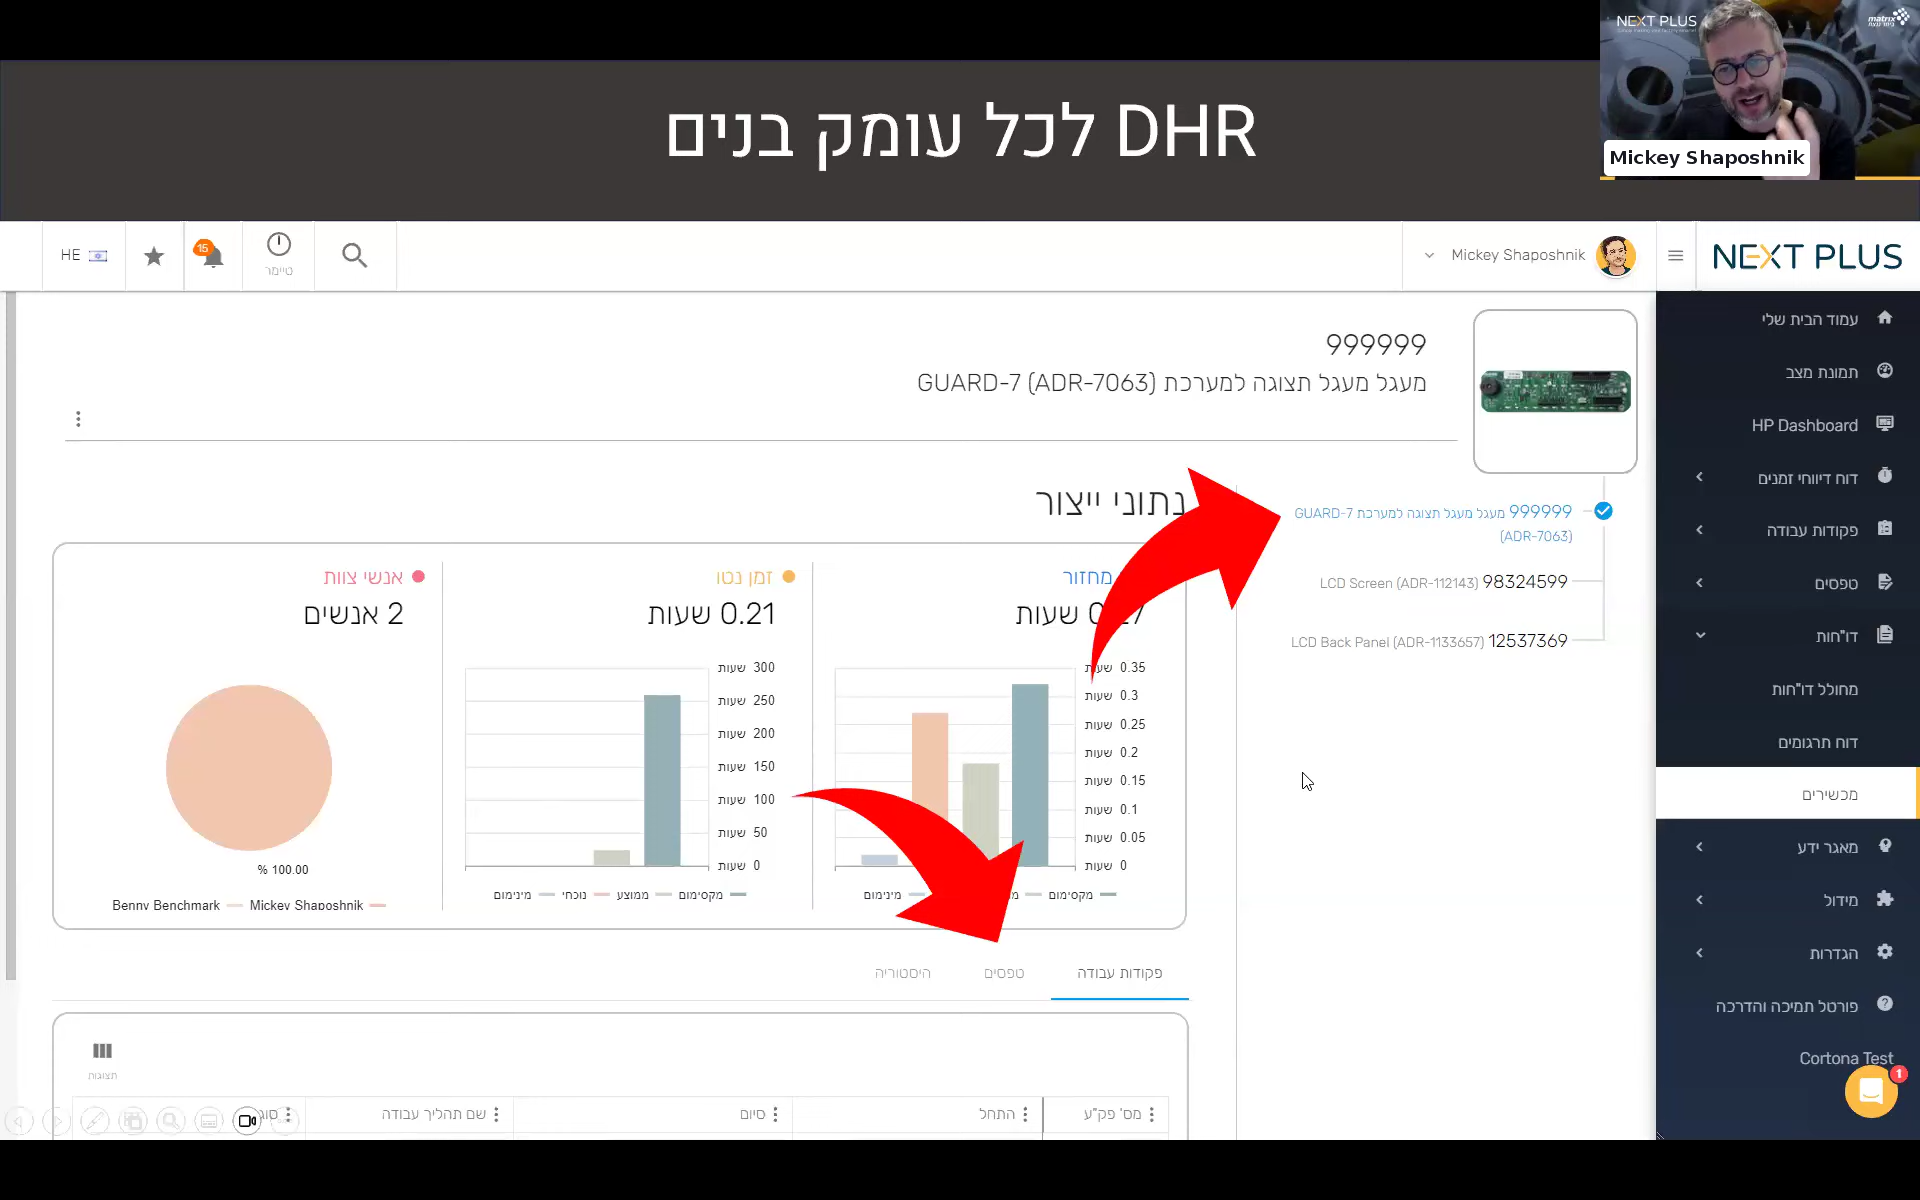 NEXT PLUS
matrix
Mickey Shaposhnik
DHR לכל עומק בנים
HE
15
טיימר
Mickey Shaposhnik
NEXT PLUS
999999
מעגל מעגל תצוגה למערכת GUARD-7 (ADR-7063)
999999 מעגל מעגל תצוגה למערכת GUARD-7
(ADR-7063)
LCD Screen (ADR-112143) 98324599
LCD Back Panel (ADR-1133657) 12537369
נתוני ייצור
מחזור
שעות
0.35 שעות
0.3 שעות
0.25 שעות
0.2 שעות
0.15 שעות
0.1 שעות
0.05 שעות
0 שעות
מקסימום
מינימום
זמן נטו
0.21 שעות
300 שעות
250 שעות
200 שעות
150 שעות
100 שעות
50 שעות
0 שעות
מקסימום ממוצע נוכחי מינימום
אנשי צוות
2 אנשים
% 100.00
Mickey Shaposhnik Benny Benchmark
פקודות עבודה טפסים היסטוריה
תצוגות
מס' פק"ע התחל סיום שם תהליך עבודה סוג
עמוד הבית שלי
תמונת מצב
HP Dashboard
דוח דיווחי זמנים
פקודות עבודה
טפסים
דו"חות
מחולל דו"חות
דוח תרגומים
מכשירים
מאגר ידע
מידול
הגדרות
פורטל תמיכה והדרכה
Cortona Test
1